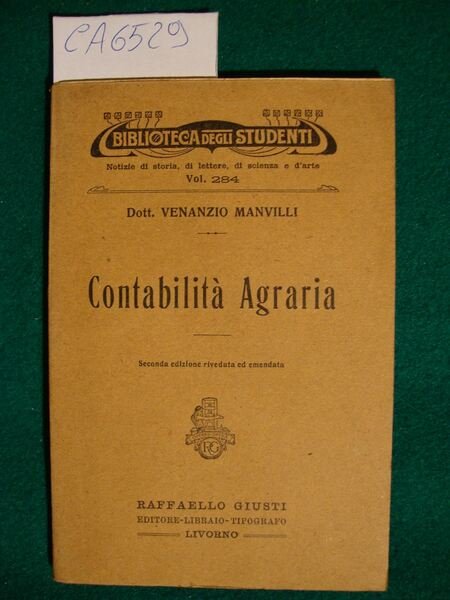 CA6529
BIBLIOTECA DEGLI STUDENTI
Notizie di storia, di lettere, di scienza e d'arte
Vol. 284
Dott. VENANZIO MANVILLI
Contabilità Agraria
Seconda edizione riveduta ed emendata
RG
RAFFAELLO GIUSTI
EDITORE-LIBRAIO-TIPOGRAFO
LIVORNO